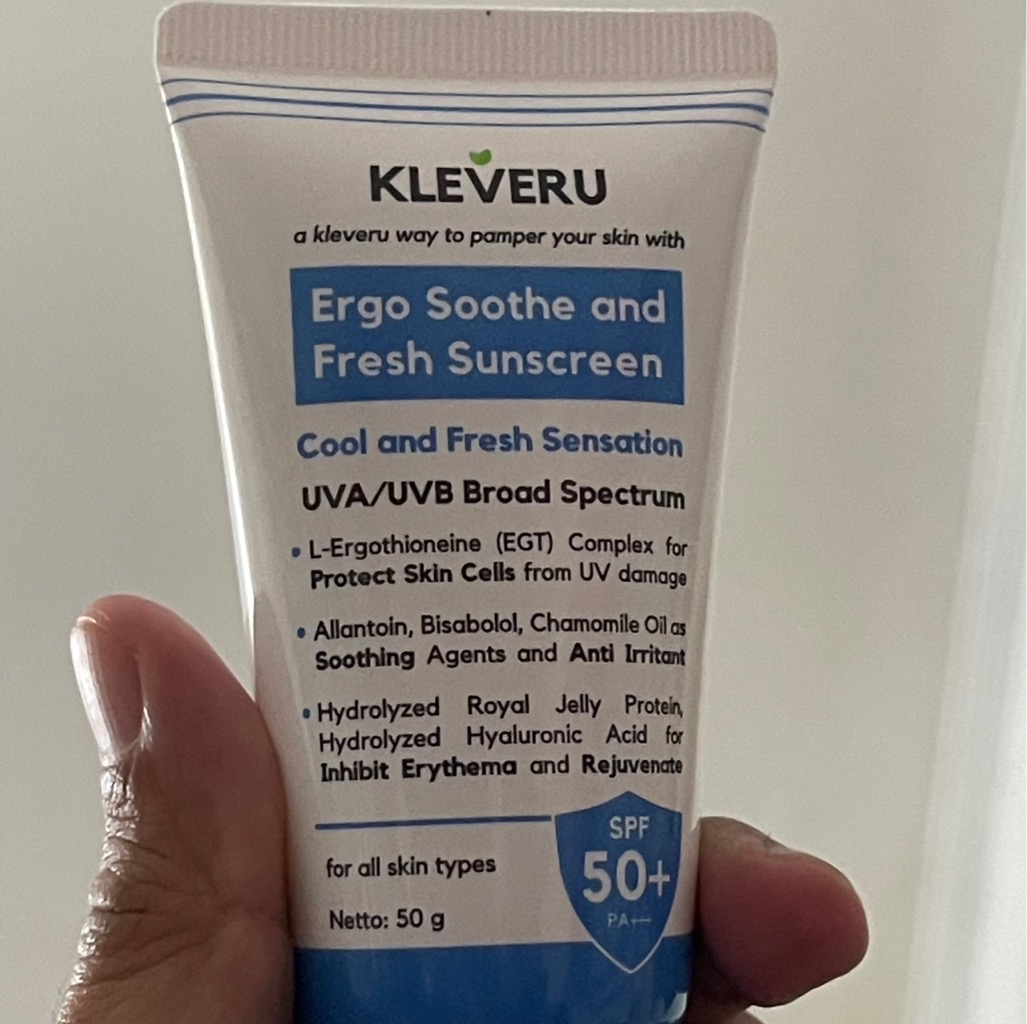 KLEVERU
a kleveru way to pamper your skin with
Ergo Soothe and
Fresh Sunscreen
Cool and Fresh Sensation
UVA/UVB Broad Spectrum
• L-Ergothioneine (EGT) Complex for
Protect Skin Cells from UV damage
• Allantoin, Bisabolol, Chamomile Oil as
Soothing Agents and Anti Irritant
• Hydrolyzed Royal Jelly Protein,
Hydrolyzed Hyaluronic Acid for
Inhibit Erythema and Rejuvenate
SPF
50+
for all skin types
Netto: 50 g